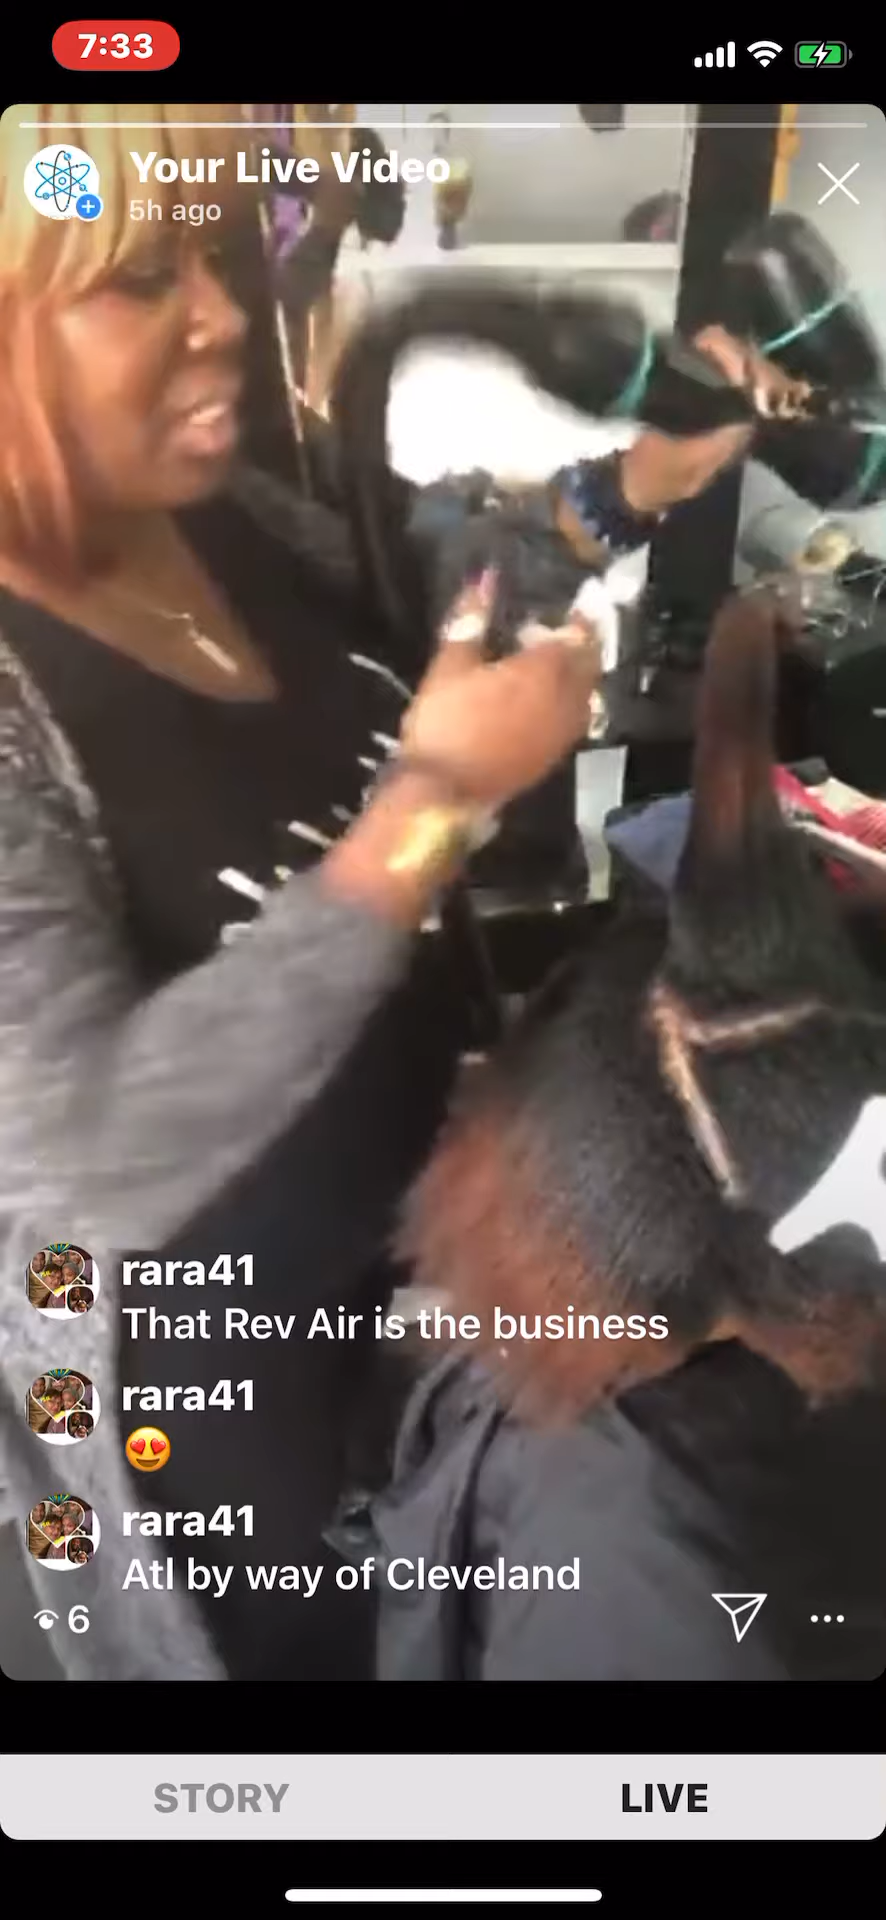 7:33
Your Live Video
5h ago
rara41
That Rev Air is the business
rara41
😍
rara41
Atl by way of Cleveland
6
STORY
LIVE